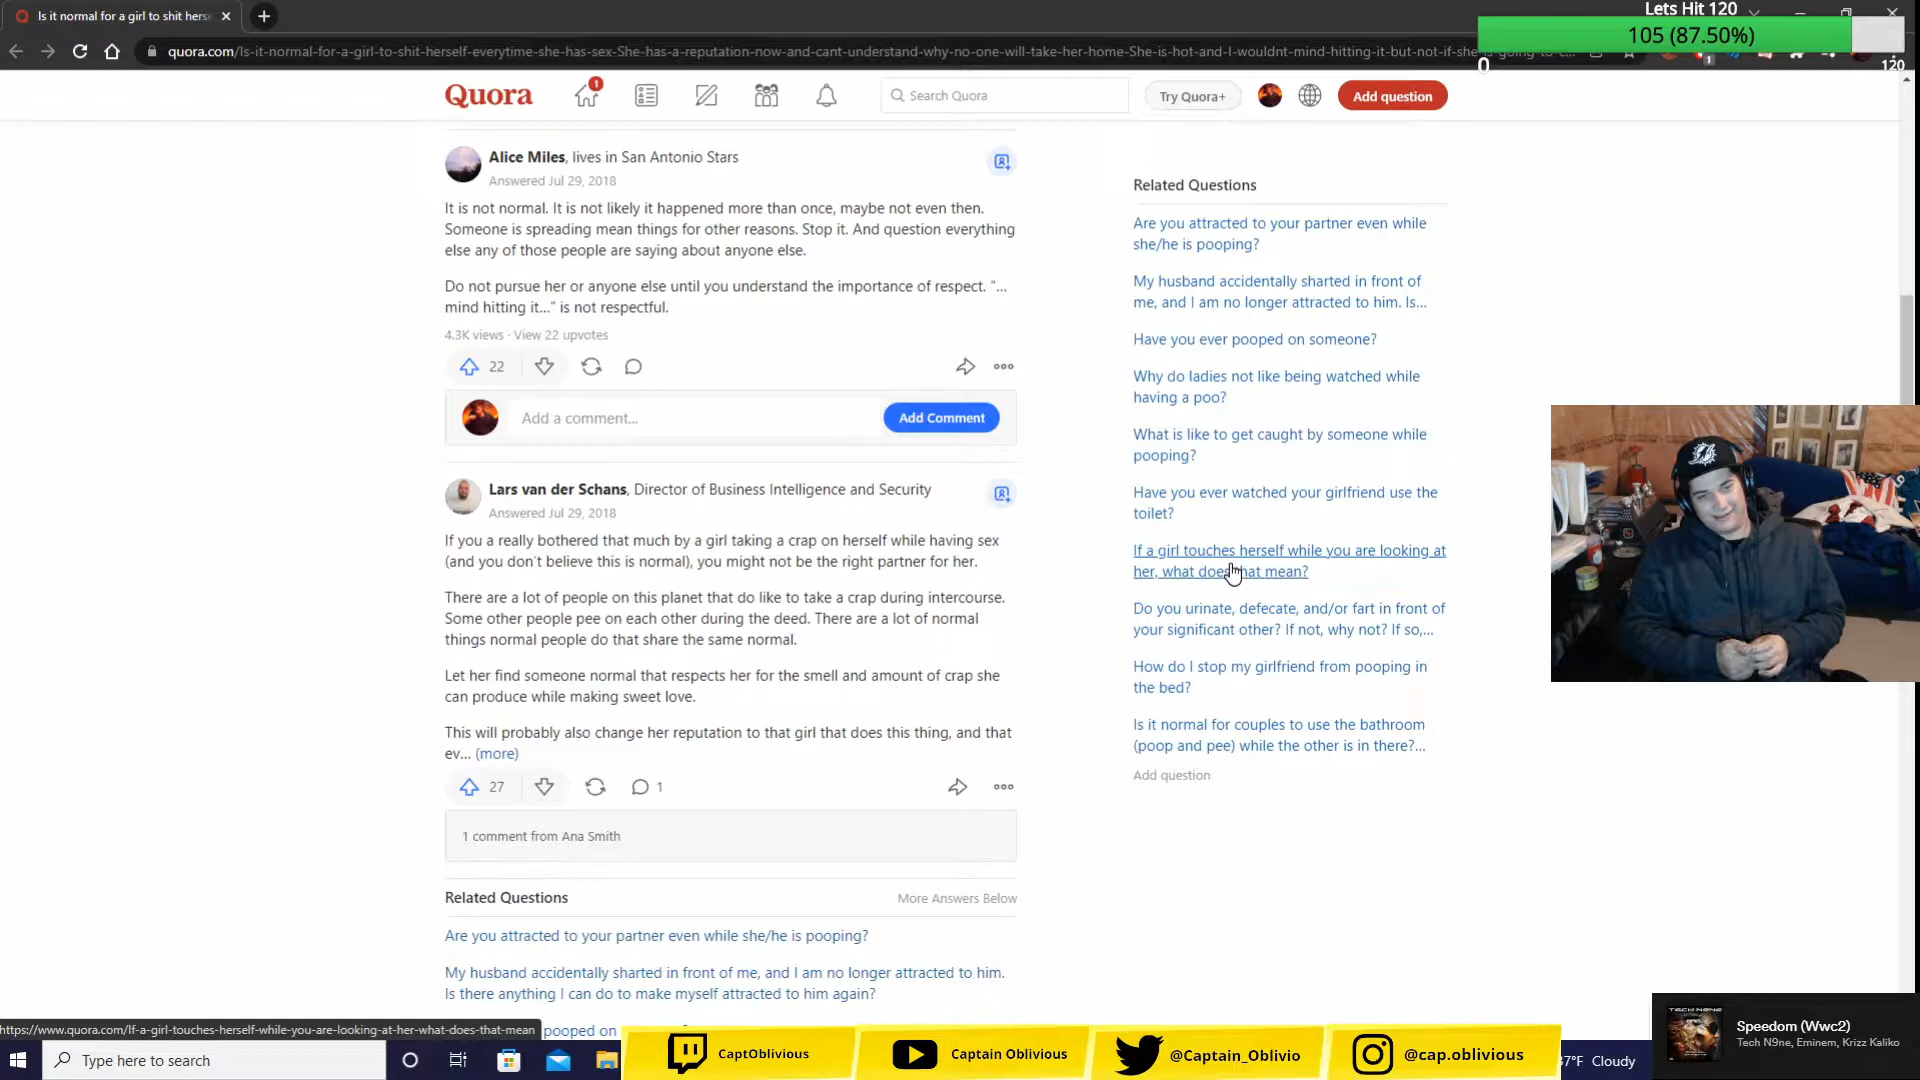 Is it normal for a girl to shit herse
Lets Hit 120
105 (87.50%)
0
120
quora.com/Is-it-normal-for-a-girl-to-shit-herself-everytime-she-has-sex-She-has-a-reputation-now-and-cant-understand-why-no-one-will-take-her-home-She-is-hot-and-I-wouldnt-mind-hitting-it-but-not-if-she
Quora
1
Search Quora
Try Quora+
Add question
Alice Miles, lives in San Antonio Stars
Answered Jul 29, 2018
It is not normal. It is not likely it happened more than once, maybe not even then.
Someone is spreading mean things for other reasons. Stop it. And question everything
else any of those people are saying about anyone else.
Do not pursue her or anyone else until you understand the importance of respect. “...
mind hitting it...” is not respectful.
4.3K views · View 22 upvotes
22
Add a comment...
Add Comment
Lars van der Schans, Director of Business Intelligence and Security
Answered Jul 29, 2018
If you a really bothered that much by a girl taking a crap on herself while having sex
(and you don't believe this is normal), you might not be the right partner for her.
There are a lot of people on this planet that do like to take a crap during intercourse.
Some other people pee on each other during the deed. There are a lot of normal
things normal people do that share the same normal.
Let her find someone normal that respects her for the smell and amount of crap she
can produce while making sweet love.
This will probably also change her reputation to that girl that does this thing, and that
ev... (more)
27
1
1 comment from Ana Smith
Related Questions
More Answers Below
Are you attracted to your partner even while she/he is pooping?
My husband accidentally sharted in front of me, and I am no longer attracted to him.
Is there anything I can do to make myself attracted to him again?
pooped on
Related Questions
Are you attracted to your partner even while
she/he is pooping?
My husband accidentally sharted in front of
me, and I am no longer attracted to him. Is...
Have you ever pooped on someone?
Why do ladies not like being watched while
having a poo?
What is like to get caught by someone while
pooping?
Have you ever watched your girlfriend use the
toilet?
If a girl touches herself while you are looking at
her, what does that mean?
Do you urinate, defecate, and/or fart in front of
your significant other? If not, why not? If so,...
How do I stop my girlfriend from pooping in
the bed?
Is it normal for couples to use the bathroom
(poop and pee) while the other is in there?...
Add question
https://www.quora.com/If-a-girl-touches-herself-while-you-are-looking-at-her-what-does-that-mean
Type here to search
CaptOblivious
Captain Oblivious
@Captain_Oblivio
@cap.oblivious
37°F Cloudy
TECH N9NE
Speedom (Wwc2)
Tech N9ne, Eminem, Krizz Kaliko